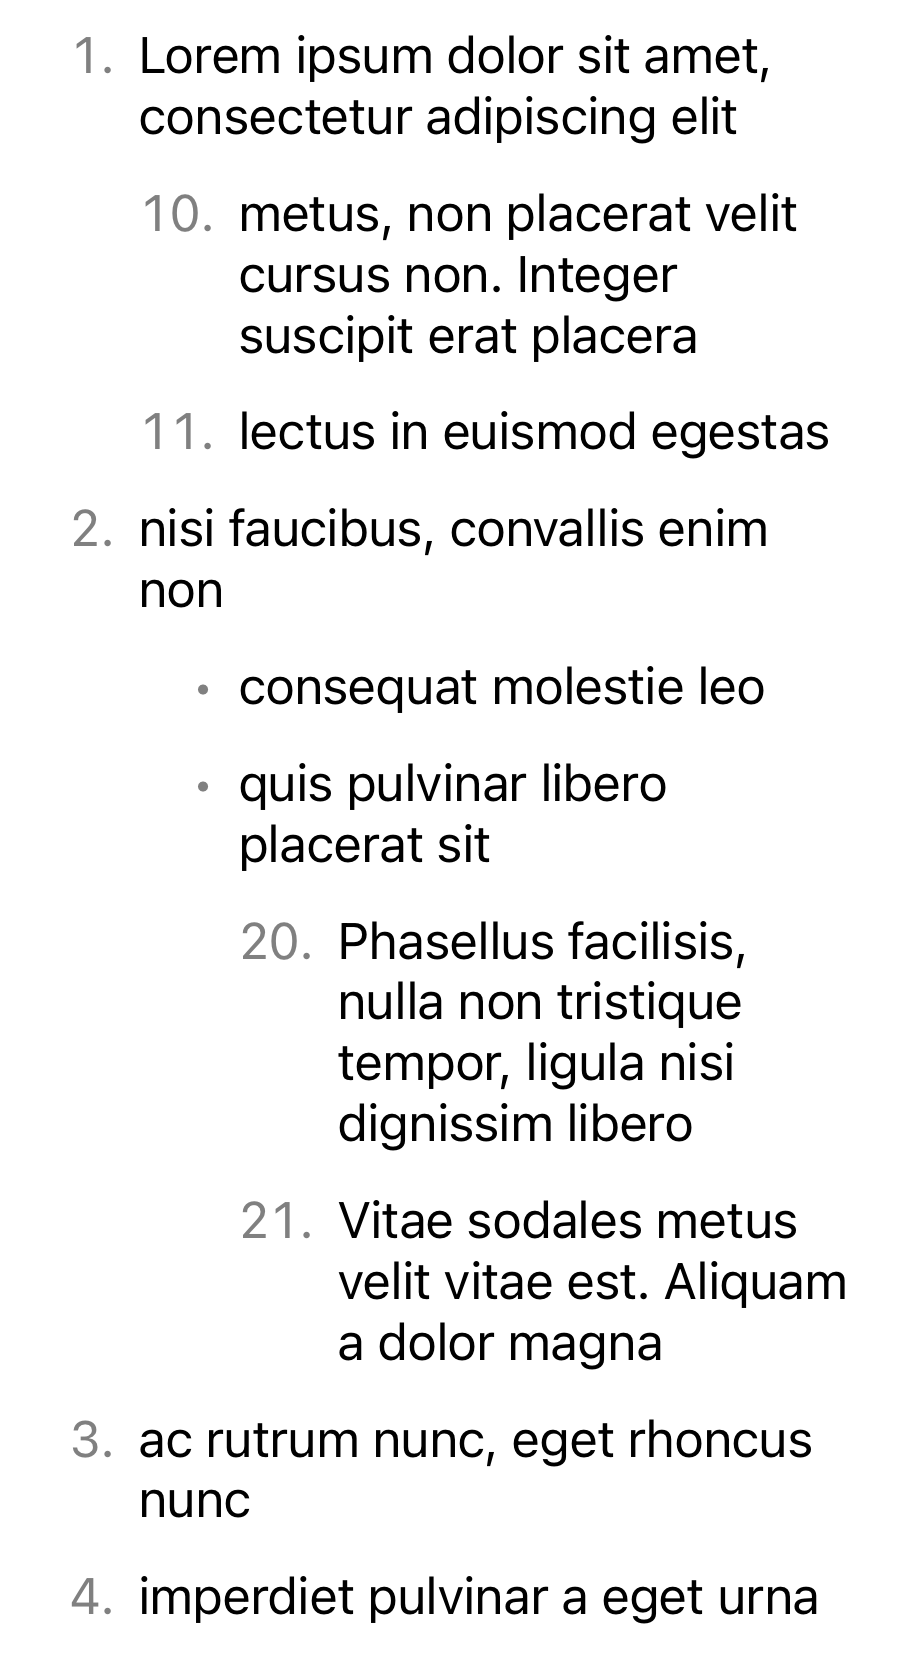 1. Lorem ipsum dolor sit amet,
consectetur adipiscing elit
10. metus, non placerat velit
cursus non. Integer
suscipit erat placera
11. lectus in euismod egestas
2. nisi faucibus, convallis enim
non
• consequat molestie leo
• quis pulvinar libero
placerat sit
20. Phasellus facilisis,
nulla non tristique
tempor, ligula nisi
dignissim libero
21. Vitae sodales metus
velit vitae est. Aliquam
a dolor magna
3. ac rutrum nunc, eget rhoncus
nunc
4. imperdiet pulvinar a eget urna